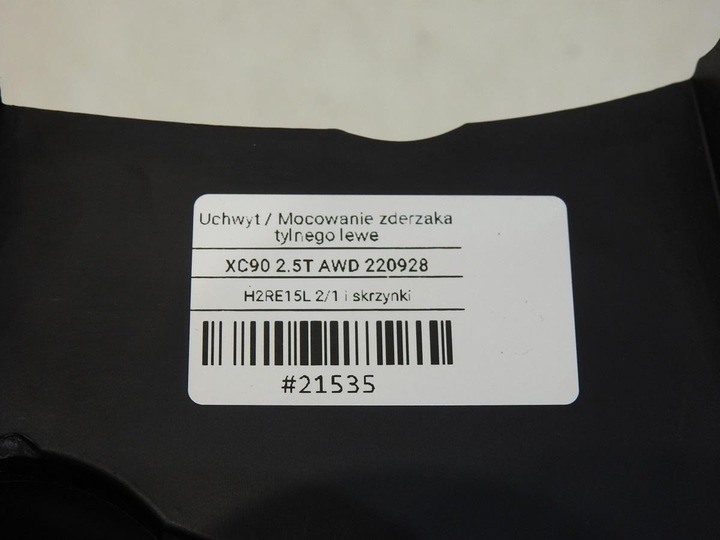 Uchwyt / Mocowanie zderzaka
tylnego lewe
XC90 2.5T AWD 220928
H2RE15L 2/1 i skrzynki
#21535